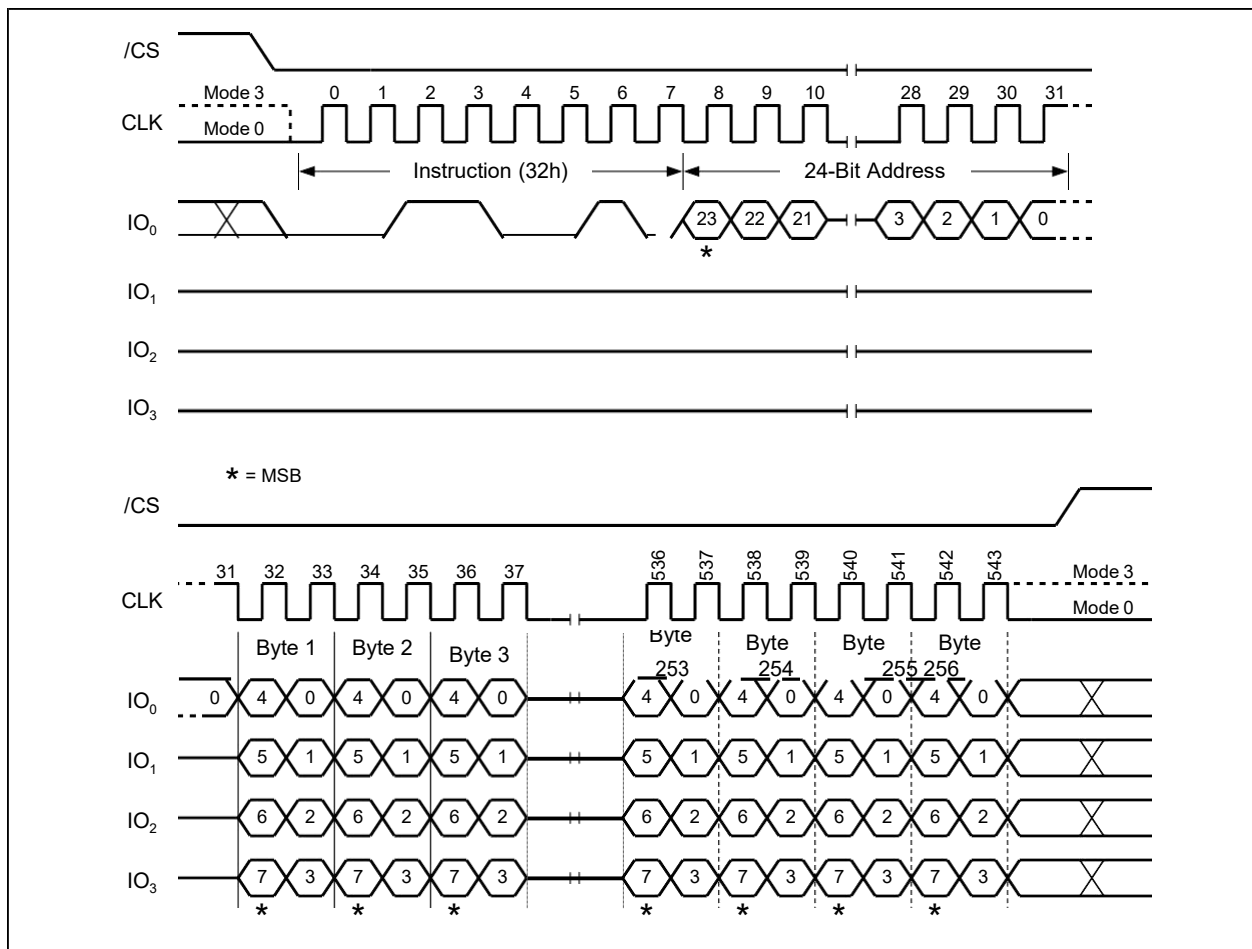 /CS
Mode 3 0 1 2 3 4 5 6 7 8 9 10 28 29 30 31
CLK
Mode 0
Instruction (32h) 24-Bit Address
IO0 23 22 21 3 2 1 0
*
IO1
IO2
IO3
* = MSB
/CS
31 32 33 34 35 36 37 536 537 538 539 540 541 542 543 Mode 3
CLK
Mode 0
Byte 1 Byte 2 Byte 3 Byte Byte Byte Byte
253 254 255 256
IO0 0 4 0 4 0 4 0 4 0 4 0 4 0 4 0
IO1 5 1 5 1 5 1 5 1 5 1 5 1 5 1
IO2 6 2 6 2 6 2 6 2 6 2 6 2 6 2
IO3 7 3 7 3 7 3 7 3 7 3 7 3 7 3
* * * * * * *